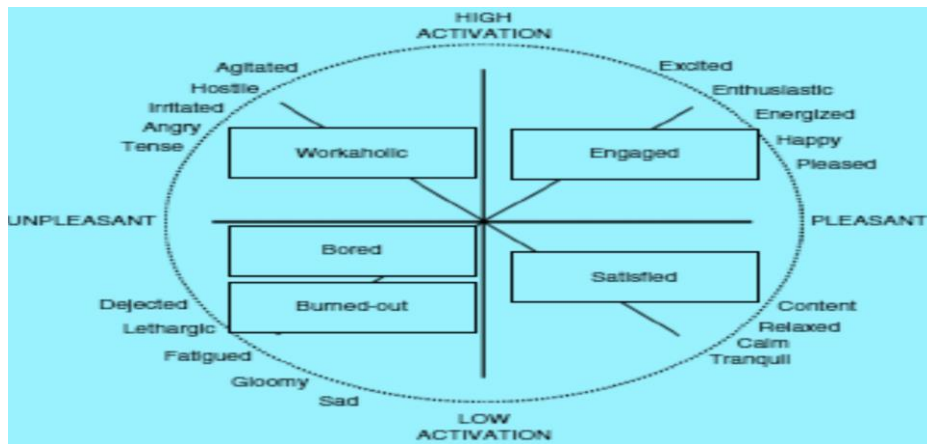 HIGH
ACTIVATION
Agitated
Hostile
Irritated
Angry
Tense
Excited
Enthusiastic
Energized
Happy
Pleased
Workaholic
Engaged
UNPLEASANT
PLEASANT
Bored
Satisfied
Burned-out
Dejected
Lethargic
Fatigued
Gloomy
Sad
Content
Relaxed
Calm
Tranquil
LOW
ACTIVATION